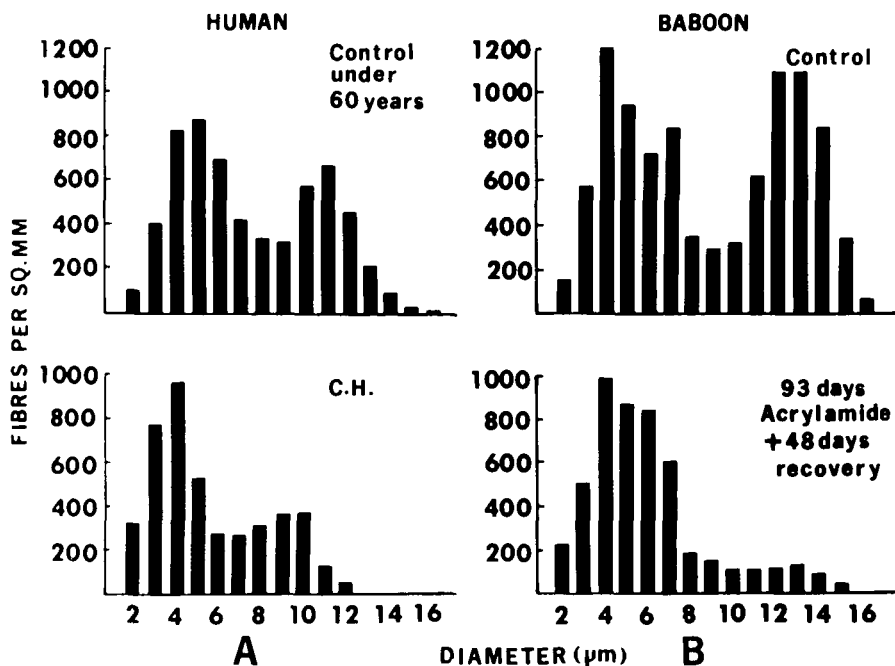 HUMAN
BABOON
Control
under
60 years
Control
1200
1000
800
600
400
200
1200
1000
800
600
400
200
FIBRES PER SQ.MM
C.H.
93 days
Acrylamide
+48 days
recovery
1000
800
600
400
200
1000
800
600
400
200
2 4 6 8 10 12 14 16
2 4 6 8 10 12 14 16
A
DIAMETER (µm)
B